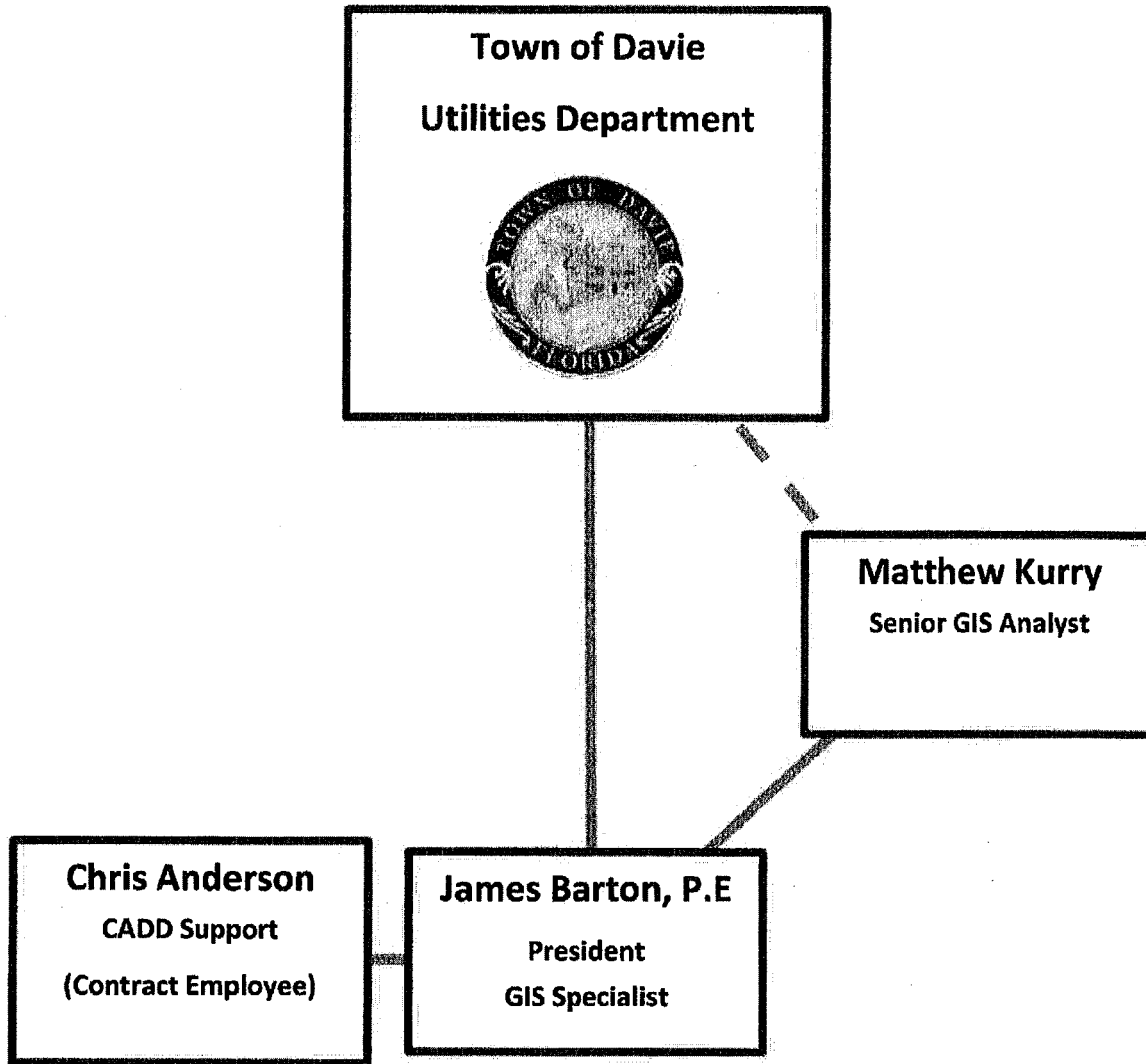 Town of Davie
Utilities Department
TOWN OF DAVIE
FLORIDA
Matthew Kurry
Senior GIS Analyst
Chris Anderson
CADD Support
(Contract Employee)
James Barton, P.E
President
GIS Specialist